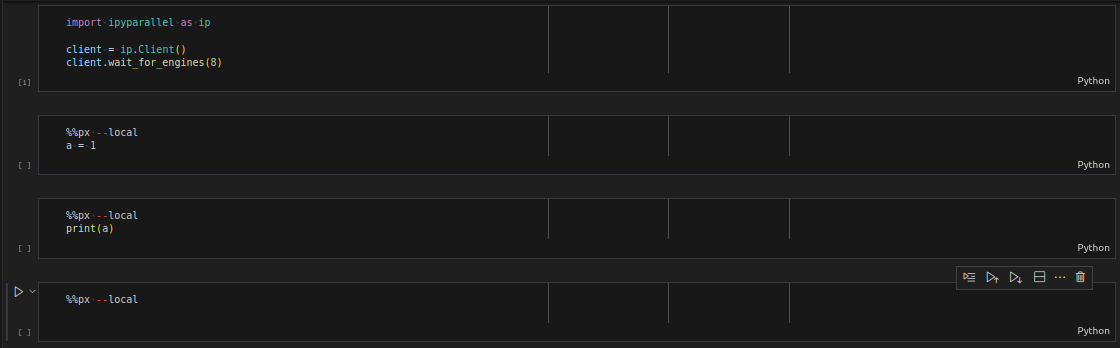 import ipyparallel as ip
client = ip.Client()
client.wait_for_engines(8)
[1]
Python
%%px --local
a = 1
[ ]
Python
%%px --local
print(a)
[ ]
Python
%%px --local
[ ]
Python